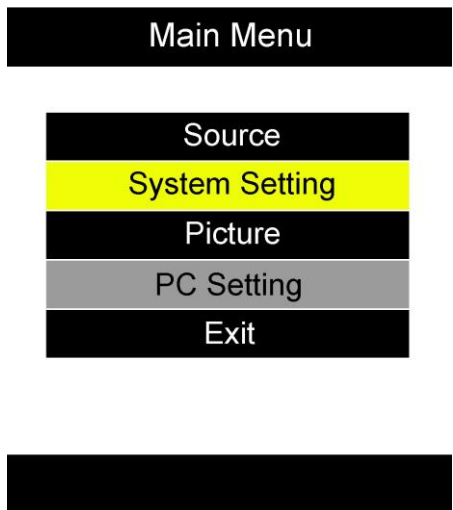 Main Menu
Source
System Setting
Picture
PC Setting
Exit